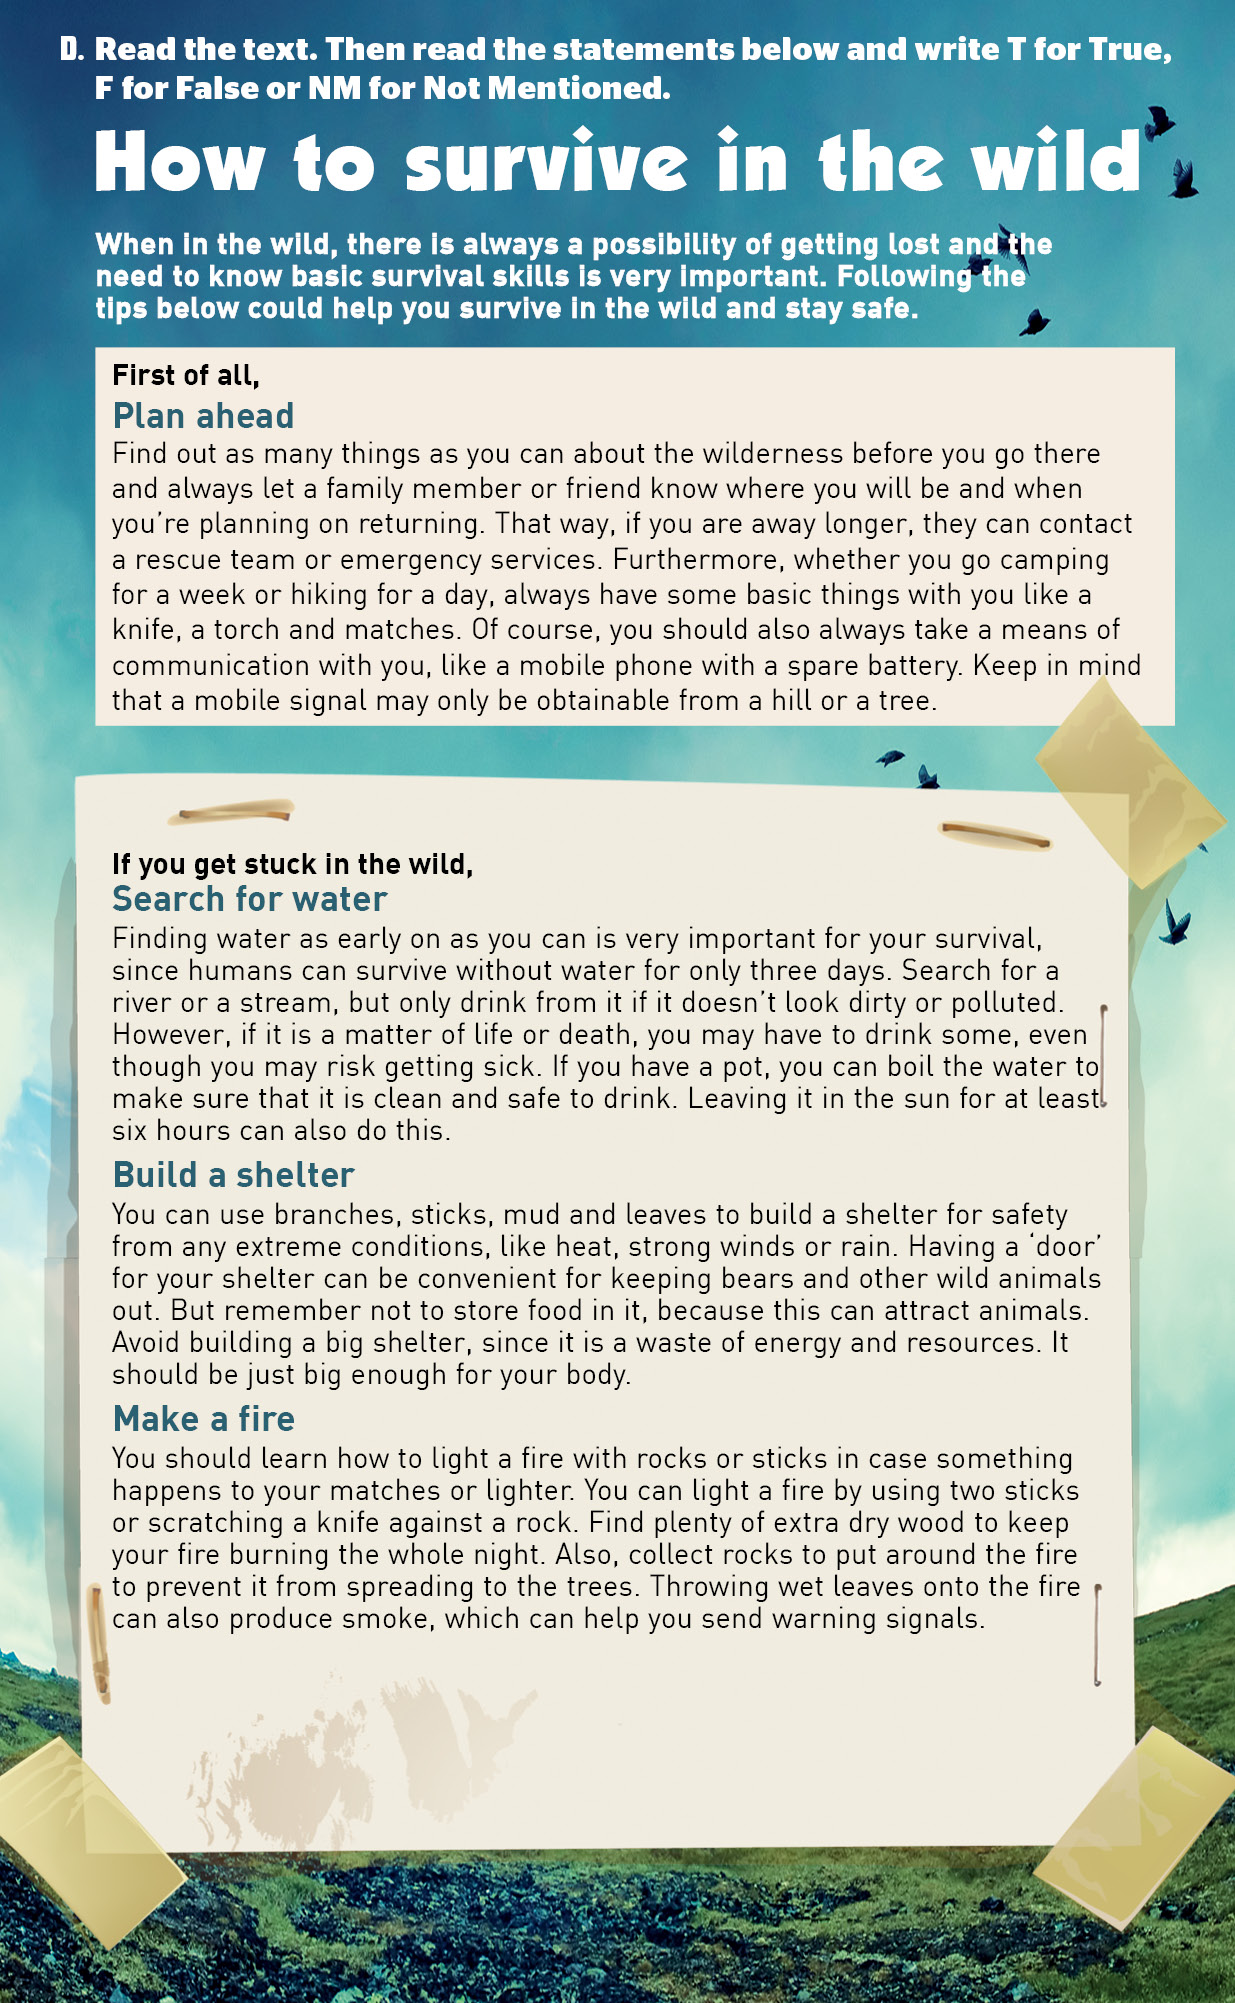 D. Read the text. Then read the statements below and write T for True,
F for False or NM for Not Mentioned.
How to survive in the wild
When in the wild, there is always a possibility of getting lost and the
need to know basic survival skills is very important. Following the
tips below could help you survive in the wild and stay safe.
First of all,
Plan ahead
Find out as many things as you can about the wilderness before you go there
and always let a family member or friend know where you will be and when
you're planning on returning. That way, if you are away longer, they can contact
a rescue team or emergency services. Furthermore, whether you go camping
for a week or hiking for a day, always have some basic things with you like a
knife, a torch and matches. Of course, you should also always take a means of
communication with you, like a mobile phone with a spare battery. Keep in mind
that a mobile signal may only be obtainable from a hill or a tree.
If you get stuck in the wild,
Search for water
Finding water as early on as you can is very important for your survival,
since humans can survive without water for only three days. Search for a
river or a stream, but only drink from it if it doesn't look dirty or polluted.
However, if it is a matter of life or death, you may have to drink some, even
though you may risk getting sick. If you have a pot, you can boil the water to
make sure that it is clean and safe to drink. Leaving it in the sun for at least
six hours can also do this.
Build a shelter
You can use branches, sticks, mud and leaves to build a shelter for safety
from any extreme conditions, like heat, strong winds or rain. Having a ‘door’
for your shelter can be convenient for keeping bears and other wild animals
out. But remember not to store food in it, because this can attract animals.
Avoid building a big shelter, since it is a waste of energy and resources. It
should be just big enough for your body.
Make a fire
You should learn how to light a fire with rocks or sticks in case something
happens to your matches or lighter. You can light a fire by using two sticks
or scratching a knife against a rock. Find plenty of extra dry wood to keep
your fire burning the whole night. Also, collect rocks to put around the fire
to prevent it from spreading to the trees. Throwing wet leaves onto the fire
can also produce smoke, which can help you send warning signals.